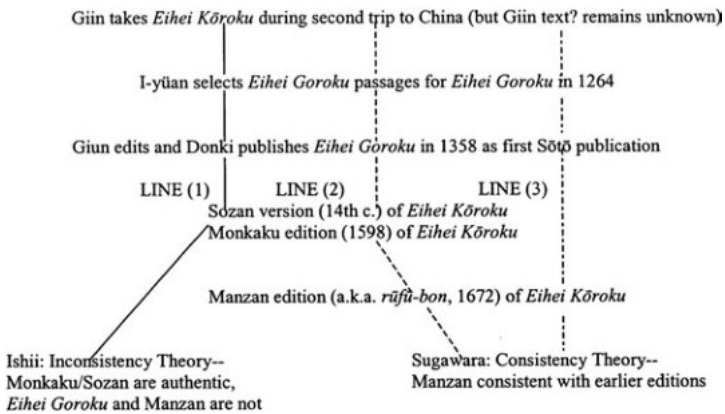 Giin takes Eihei Kōroku during second trip to China (but Giin text? remains unknown)
I-yüan selects Eihei Goroku passages for Eihei Goroku in 1264
Giun edits and Donki publishes Eihei Goroku in 1358 as first Sōtō publication
LINE (1) LINE (2) LINE (3)
Sozan version (14th c.) of Eihei Kōroku
Monkaku edition (1598) of Eihei Kōroku
Manzan edition (a.k.a. rūfū-bon, 1672) of Eihei Kōroku
Ishii: Inconsistency Theory--
Monkaku/Sozan are authentic,
Eihei Goroku and Manzan are not
Sugawara: Consistency Theory--
Manzan consistent with earlier editions